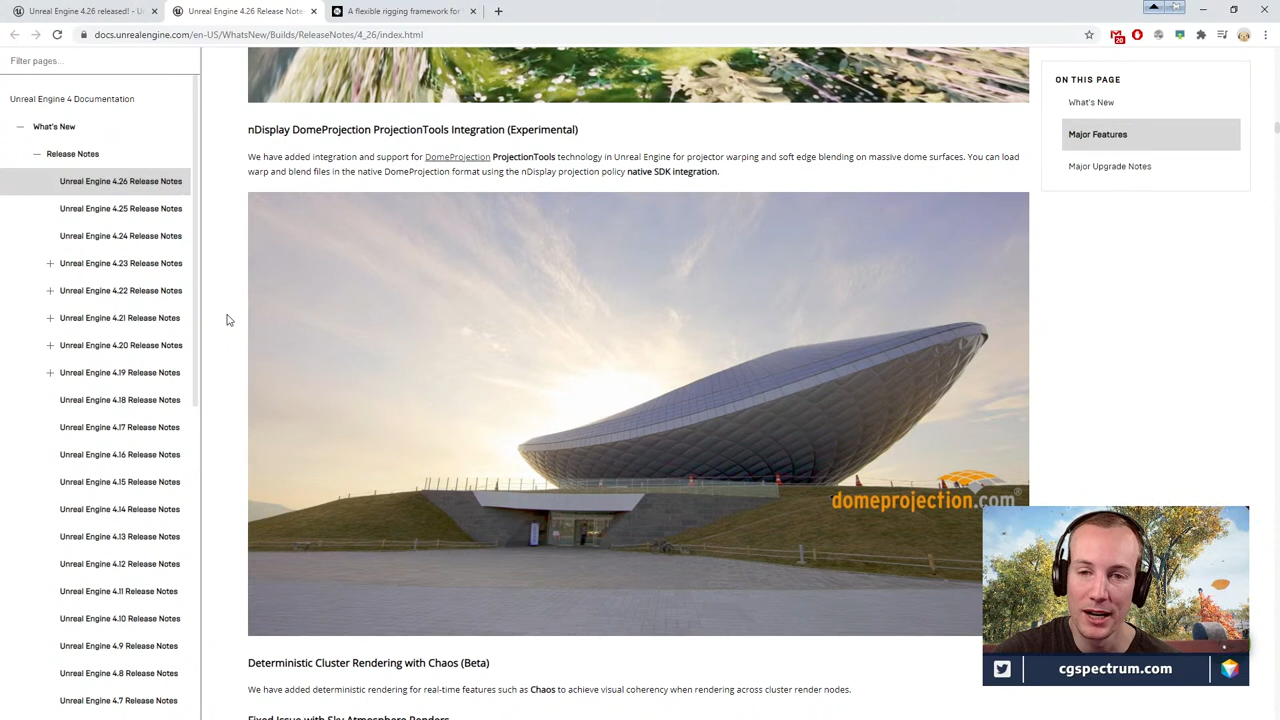 Unreal Engine 4.26 released! -
Unreal Engine 4.26 Release Notes
A flexible rigging framework for
docs.unrealengine.com/en-US/WhatsNew/Builds/ReleaseNotes/4_26/index.html
20
Filter pages...
Unreal Engine 4 Documentation
What's New
Release Notes
Unreal Engine 4.26 Release Notes
Unreal Engine 4.25 Release Notes
Unreal Engine 4.24 Release Notes
Unreal Engine 4.23 Release Notes
Unreal Engine 4.22 Release Notes
Unreal Engine 4.21 Release Notes
Unreal Engine 4.20 Release Notes
Unreal Engine 4.19 Release Notes
Unreal Engine 4.18 Release Notes
Unreal Engine 4.17 Release Notes
Unreal Engine 4.16 Release Notes
Unreal Engine 4.15 Release Notes
Unreal Engine 4.14 Release Notes
Unreal Engine 4.13 Release Notes
Unreal Engine 4.12 Release Notes
Unreal Engine 4.11 Release Notes
Unreal Engine 4.10 Release Notes
Unreal Engine 4.9 Release Notes
Unreal Engine 4.8 Release Notes
Unreal Engine 4.7 Release Notes
nDisplay DomeProjection ProjectionTools Integration (Experimental)
We have added integration and support for DomeProjection ProjectionTools technology in Unreal Engine for projector warping and soft edge blending on massive dome surfaces. You can load
warp and blend files in the native DomeProjection format using the nDisplay projection policy native SDK integration.
domeprojection.com®
Deterministic Cluster Rendering with Chaos (Beta)
We have added deterministic rendering for real-time features such as Chaos to achieve visual coherency when rendering across cluster render nodes.
Fixed Issue with Sky Atmosphere Renders
ON THIS PAGE
What's New
Major Features
Major Upgrade Notes
cgspectrum.com